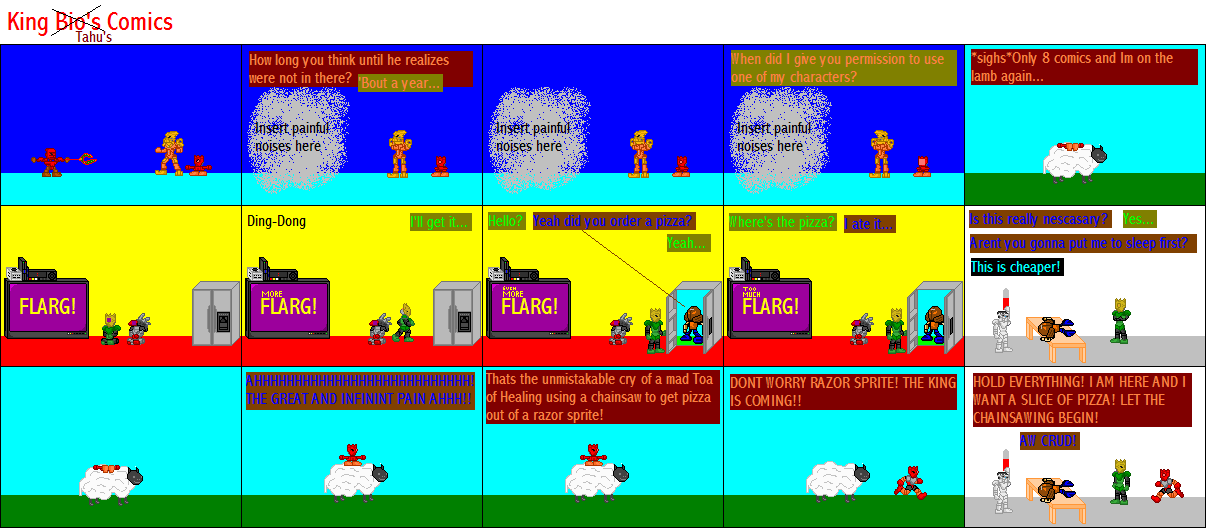 King Bio's Comics
Tahu's
How long you think until he realizes
were not in there?
'Bout a year...
Insert painful
noises here
Insert painful
noises here
When did I give you permission to use
one of my characters?
Insert painful
noises here
*sighs*Only 8 comics and Im on the
lamb again...
FLARG!
Ding-Dong
I'll get it...
MORE
FLARG!
Hello?
Yeah did you order a pizza?
Yeah...
EVEN
MORE
FLARG!
Where's the pizza?
I ate it...
TOO
MUCH
FLARG!
Is this really nescasary?
Yes...
Arent you gonna put me to sleep first?
This is cheaper!
AHHHHHHHHHHHHHHHHHHHHHHHHHH!
THE GREAT AND INFININT PAIN AHHH!!
Thats the unmistakable cry of a mad Toa
of Healing using a chainsaw to get pizza
out of a razor sprite!
DONT WORRY RAZOR SPRITE! THE KING
IS COMING!!
HOLD EVERYTHING! I AM HERE AND I
WANT A SLICE OF PIZZA! LET THE
CHAINSAWING BEGIN!
AW CRUD!